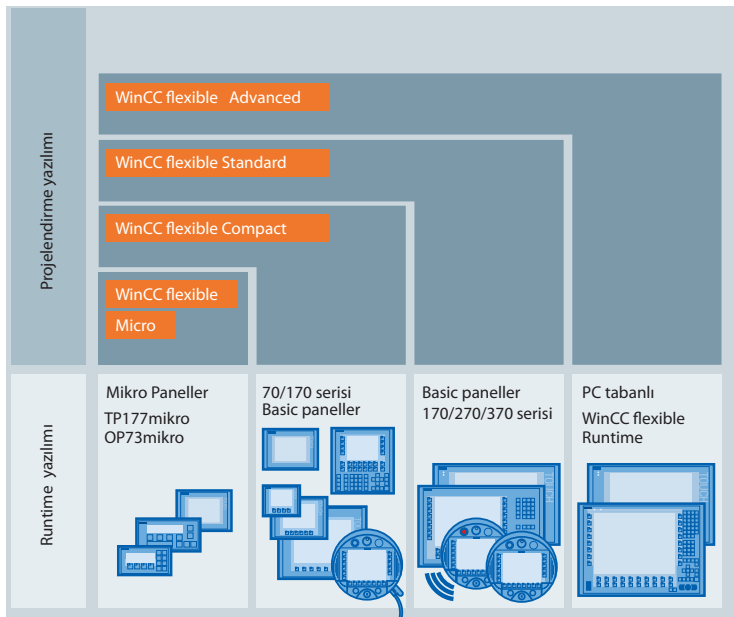 Projelendirme yazılımı
WinCC flexible Advanced
WinCC flexible Standard
WinCC flexible Compact
WinCC flexible
Micro
Runtime yazılımı
Mikro Paneller
TP177mikro
OP73mikro
70/170 serisi
Basic paneller
Basic paneller
170/270/370 serisi
PC tabanlı
WinCC flexible
Runtime